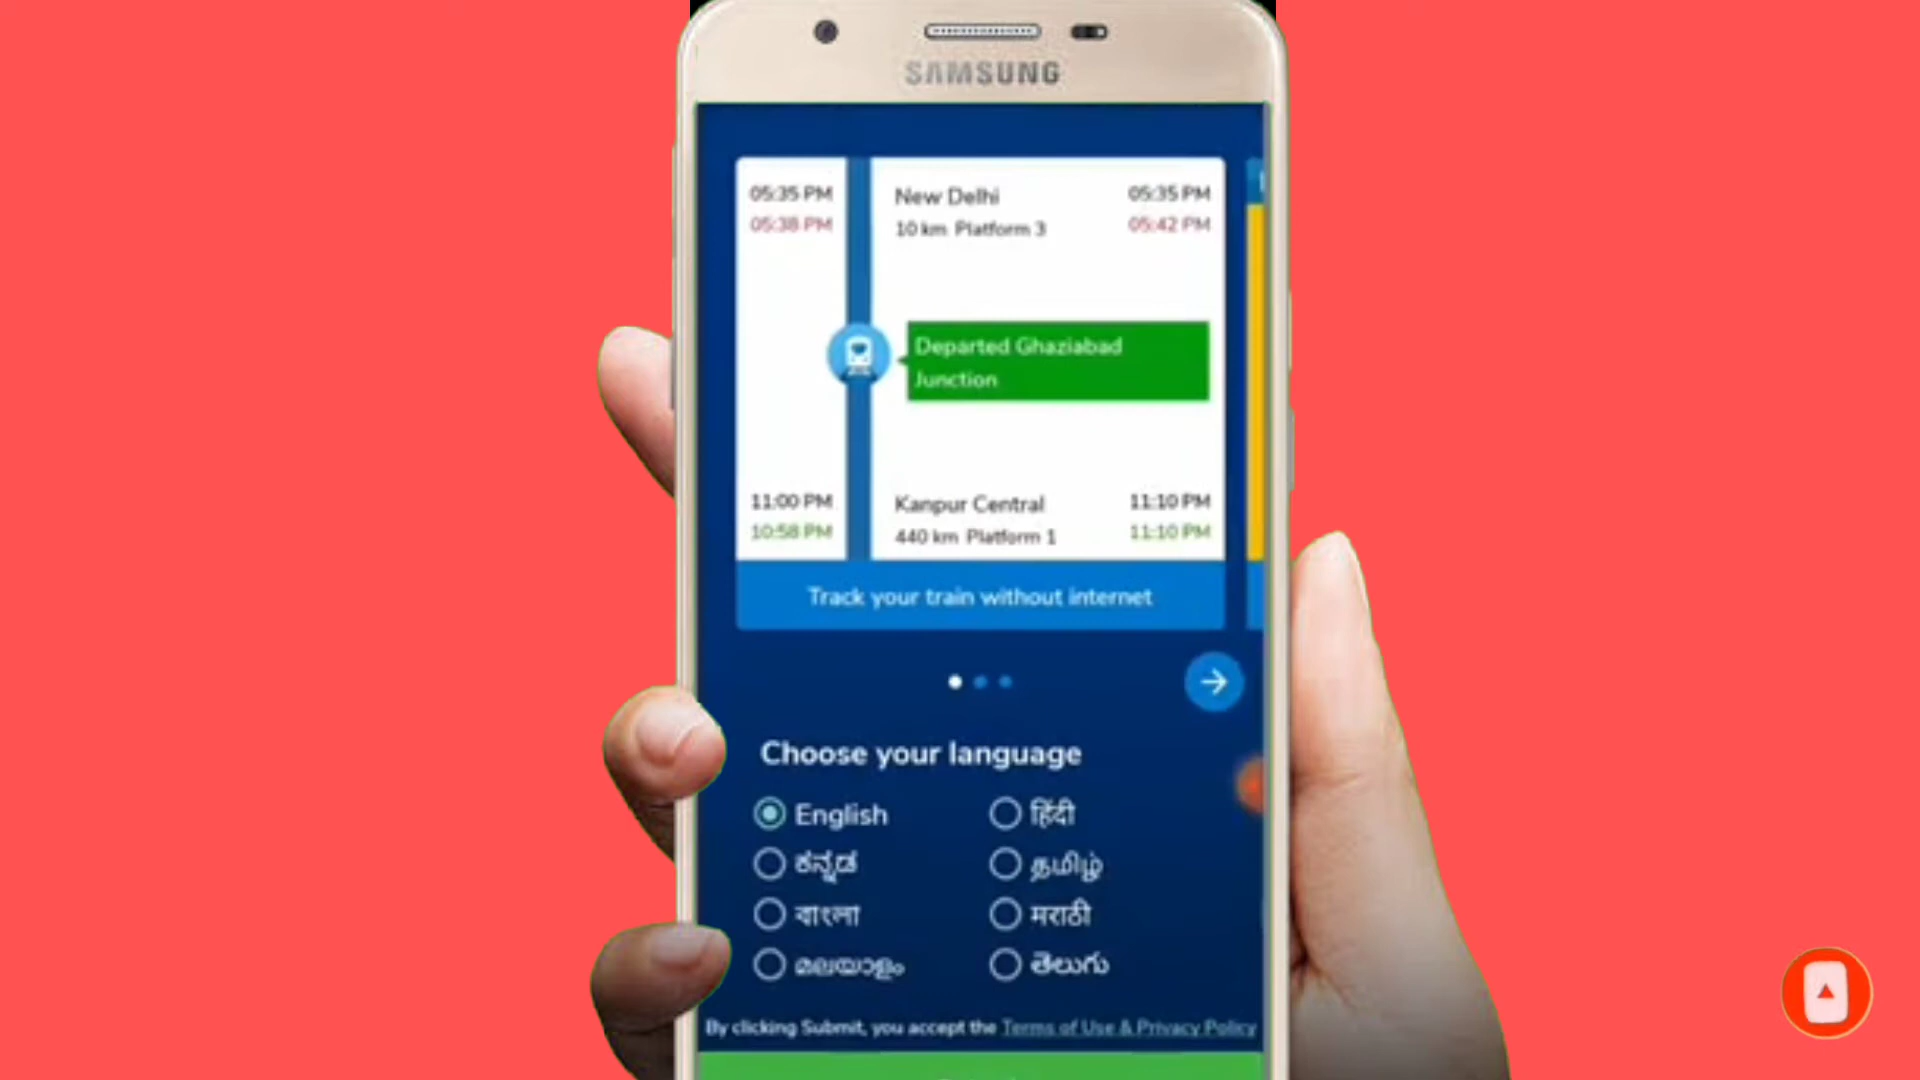 SAMSUNG
05:35 PM New Delhi 05:35 PM
05:38 PM 10 km Platform 3 05:42 PM
Departed Ghaziabad
Junction
11:00 PM Kanpur Central 11:10 PM
10:58 PM 440 km Platform 1 11:10 PM
Track your train without internet
Choose your language
English हिंदी
ಕನ್ನಡ தமிழ்
বাংলা मराठी
മലയാളം తెలుగు
By clicking Submit, you accept the Terms of Use & Privacy Policy